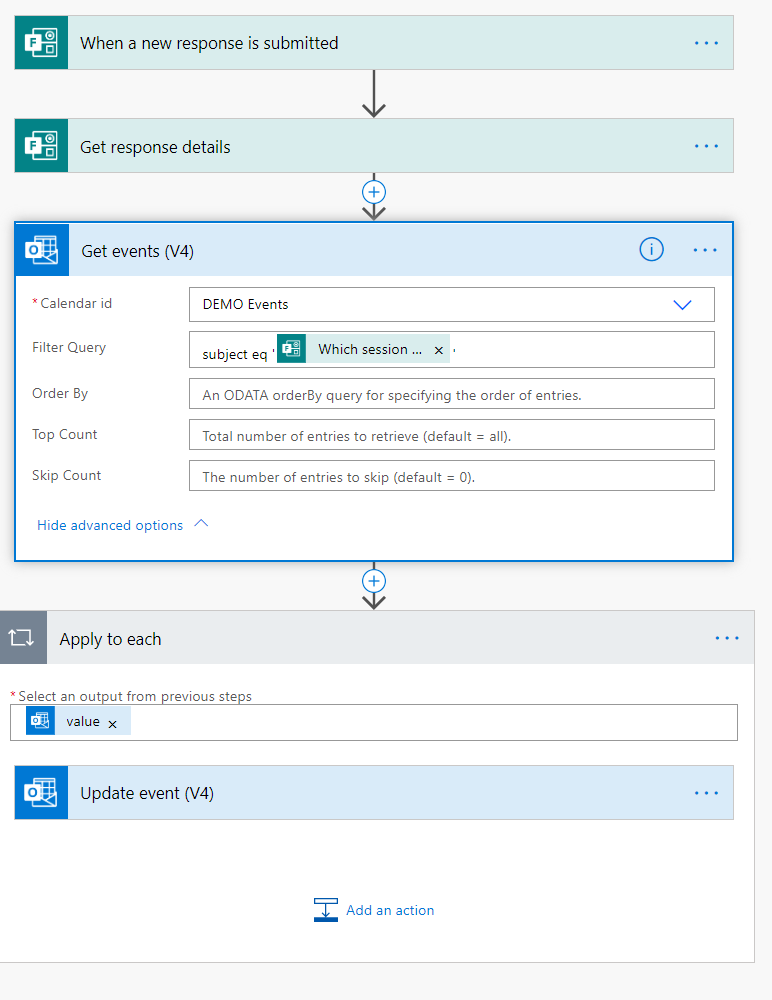 When a new response is submitted
Get response details
Get events (V4)
* Calendar id
DEMO Events
Filter Query
subject eq ' Which session ... × '
Order By
An ODATA orderBy query for specifying the order of entries.
Top Count
Total number of entries to retrieve (default = all).
Skip Count
The number of entries to skip (default = 0).
Hide advanced options
Apply to each
* Select an output from previous steps
value ×
Update event (V4)
Add an action